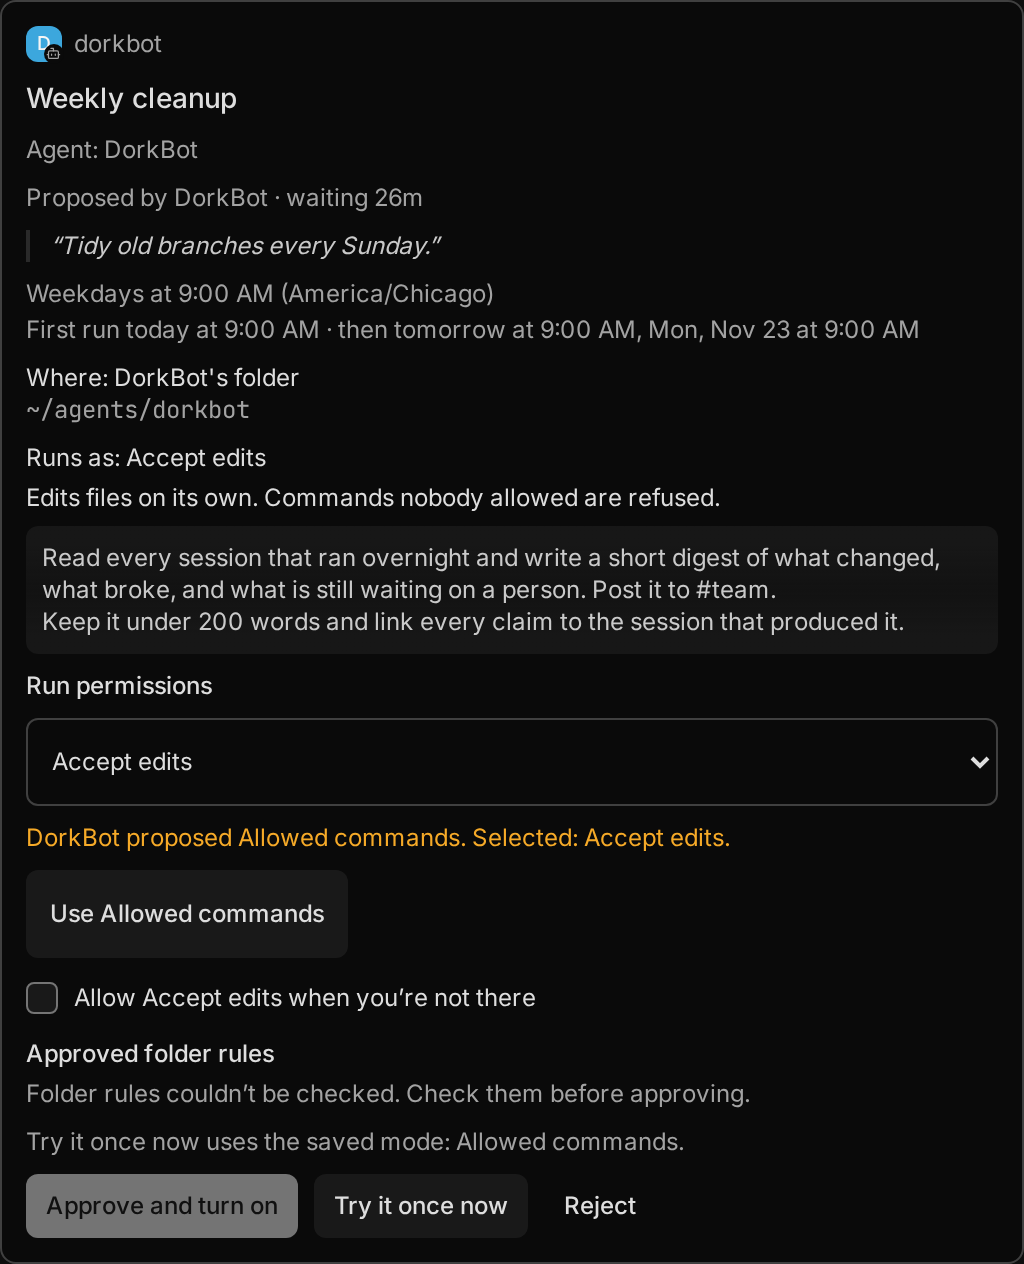 D
dorkbot
Weekly cleanup
Agent: DorkBot
Proposed by DorkBot · waiting 26m
“Tidy old branches every Sunday.”
Weekdays at 9:00 AM (America/Chicago)
First run today at 9:00 AM · then tomorrow at 9:00 AM, Mon, Nov 23 at 9:00 AM
Where: DorkBot's folder
~/agents/dorkbot
Runs as: Accept edits
Edits files on its own. Commands nobody allowed are refused.
Read every session that ran overnight and write a short digest of what changed,
what broke, and what is still waiting on a person. Post it to #team.
Keep it under 200 words and link every claim to the session that produced it.
Run permissions
Accept edits
DorkBot proposed Allowed commands. Selected: Accept edits.
Use Allowed commands
Allow Accept edits when you’re not there
Approved folder rules
Folder rules couldn’t be checked. Check them before approving.
Try it once now uses the saved mode: Allowed commands.
Approve and turn on
Try it once now
Reject